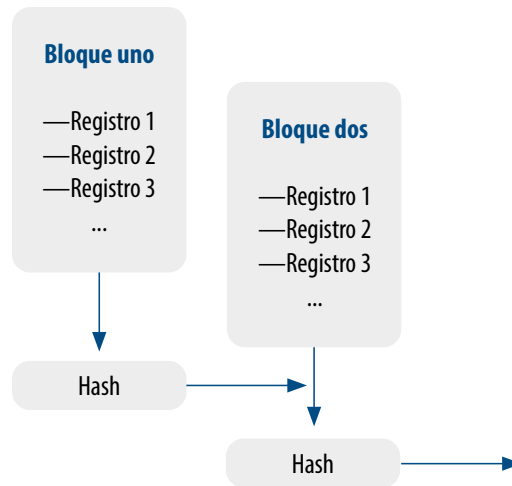 Bloque uno
—Registro 1
—Registro 2
—Registro 3
...
Bloque dos
—Registro 1
—Registro 2
—Registro 3
...
Hash
Hash